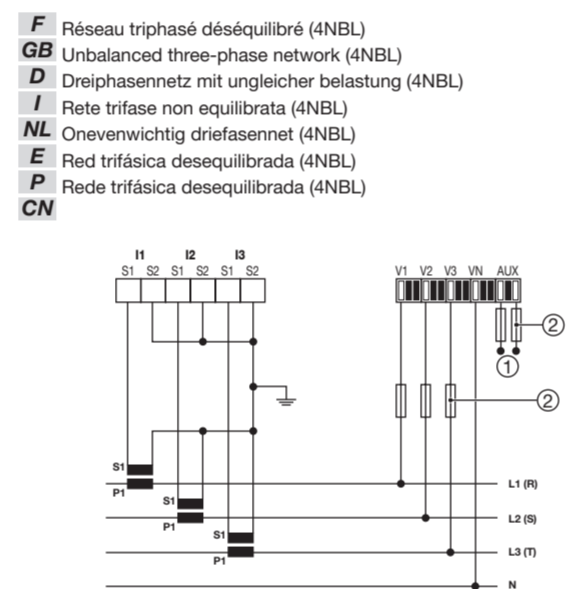 F Réseau triphasé déséquilibré (4NBL)
GB Unbalanced three-phase network (4NBL)
D Dreiphasennetz mit ungleicher belastung (4NBL)
I Rete trifase non equilibrata (4NBL)
NL Onevenwichtig driefasennet (4NBL)
E Red trifásica desequilibrada (4NBL)
P Rede trifásica desequilibrada (4NBL)
CN
I1 I2 I3
S1 S2 S1 S2 S1 S2 V1 V2 V3 VN AUX
2
1
2
S1
P1 L1 (R)
S1
P1 L2 (S)
S1
P1 L3 (T)
N